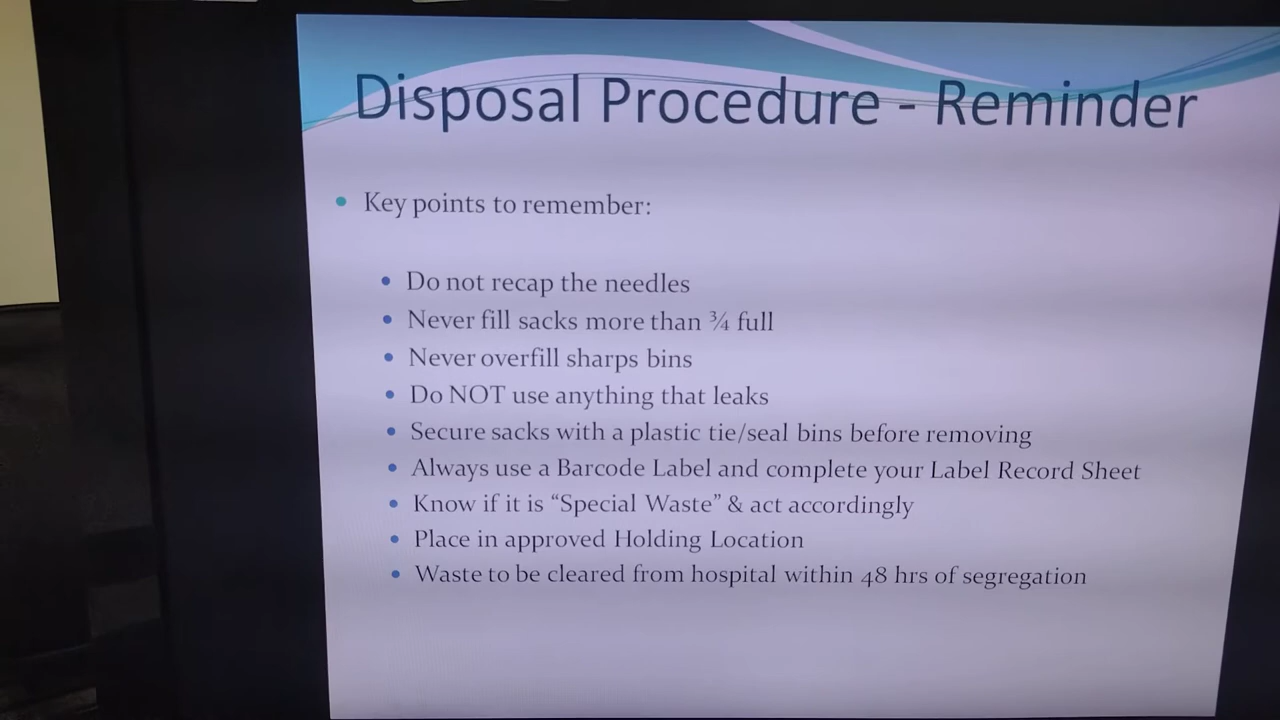 Disposal Procedure - Reminder
• Key points to remember:
• Do not recap the needles
• Never fill sacks more than ¾ full
• Never overfill sharps bins
• Do NOT use anything that leaks
• Secure sacks with a plastic tie/seal bins before removing
• Always use a Barcode Label and complete your Label Record Sheet
• Know if it is “Special Waste” & act accordingly
• Place in approved Holding Location
• Waste to be cleared from hospital within 48 hrs of segregation